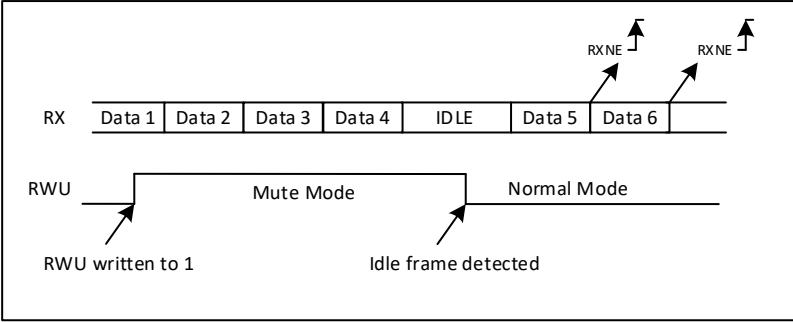 RXNE RXNE
RX Data 1 Data 2 Data 3 Data 4 IDLE Data 5 Data 6
RWU Mute Mode Normal Mode
RWU written to 1 Idle frame detected